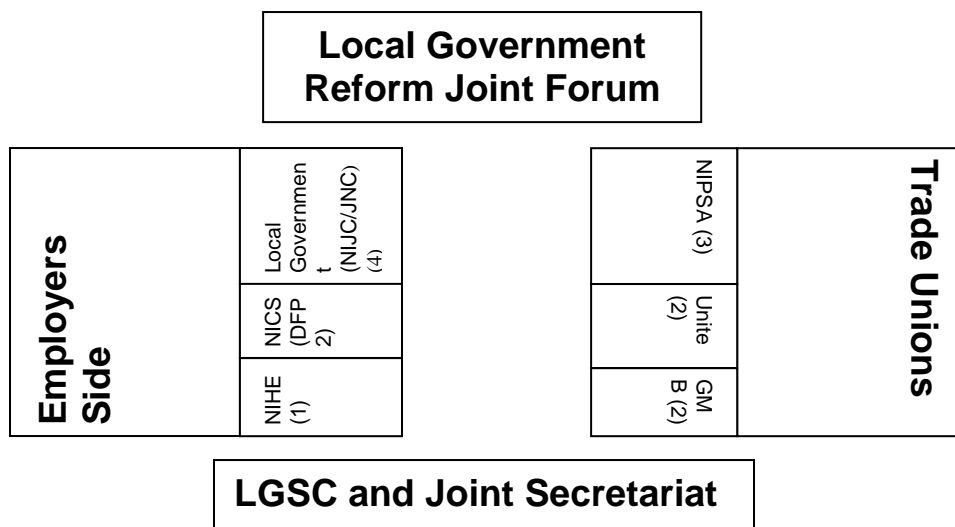 Local Government
Reform Joint Forum
Employers
Side
Local
Governmen
t
(NIJC/JNC)
(4)
NICS
(DFP
2)
NIHE
(1)
NIPSA (3)
Unite
(2)
GM
B (2)
Trade Unions
LGSC and Joint Secretariat